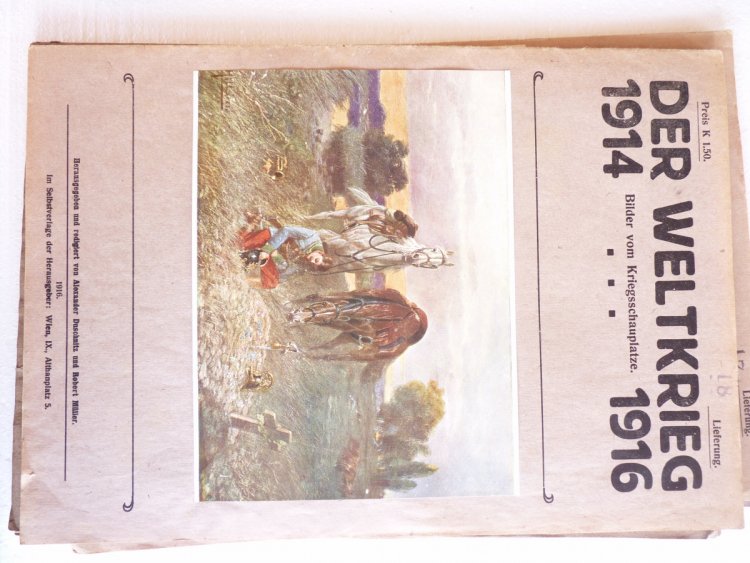 Preis K 1.50.
18 Lieferung.
DER WELTKRIEG
1914 Bilder vom Kriegsschauplatze. 1916
Herausgegeben und redigiert von Alexander Duschnitz und Robert Müller.
1916.
Im Selbstverlage der Herausgeber: Wien, IX., Althanplatz 5.
Lieferung.